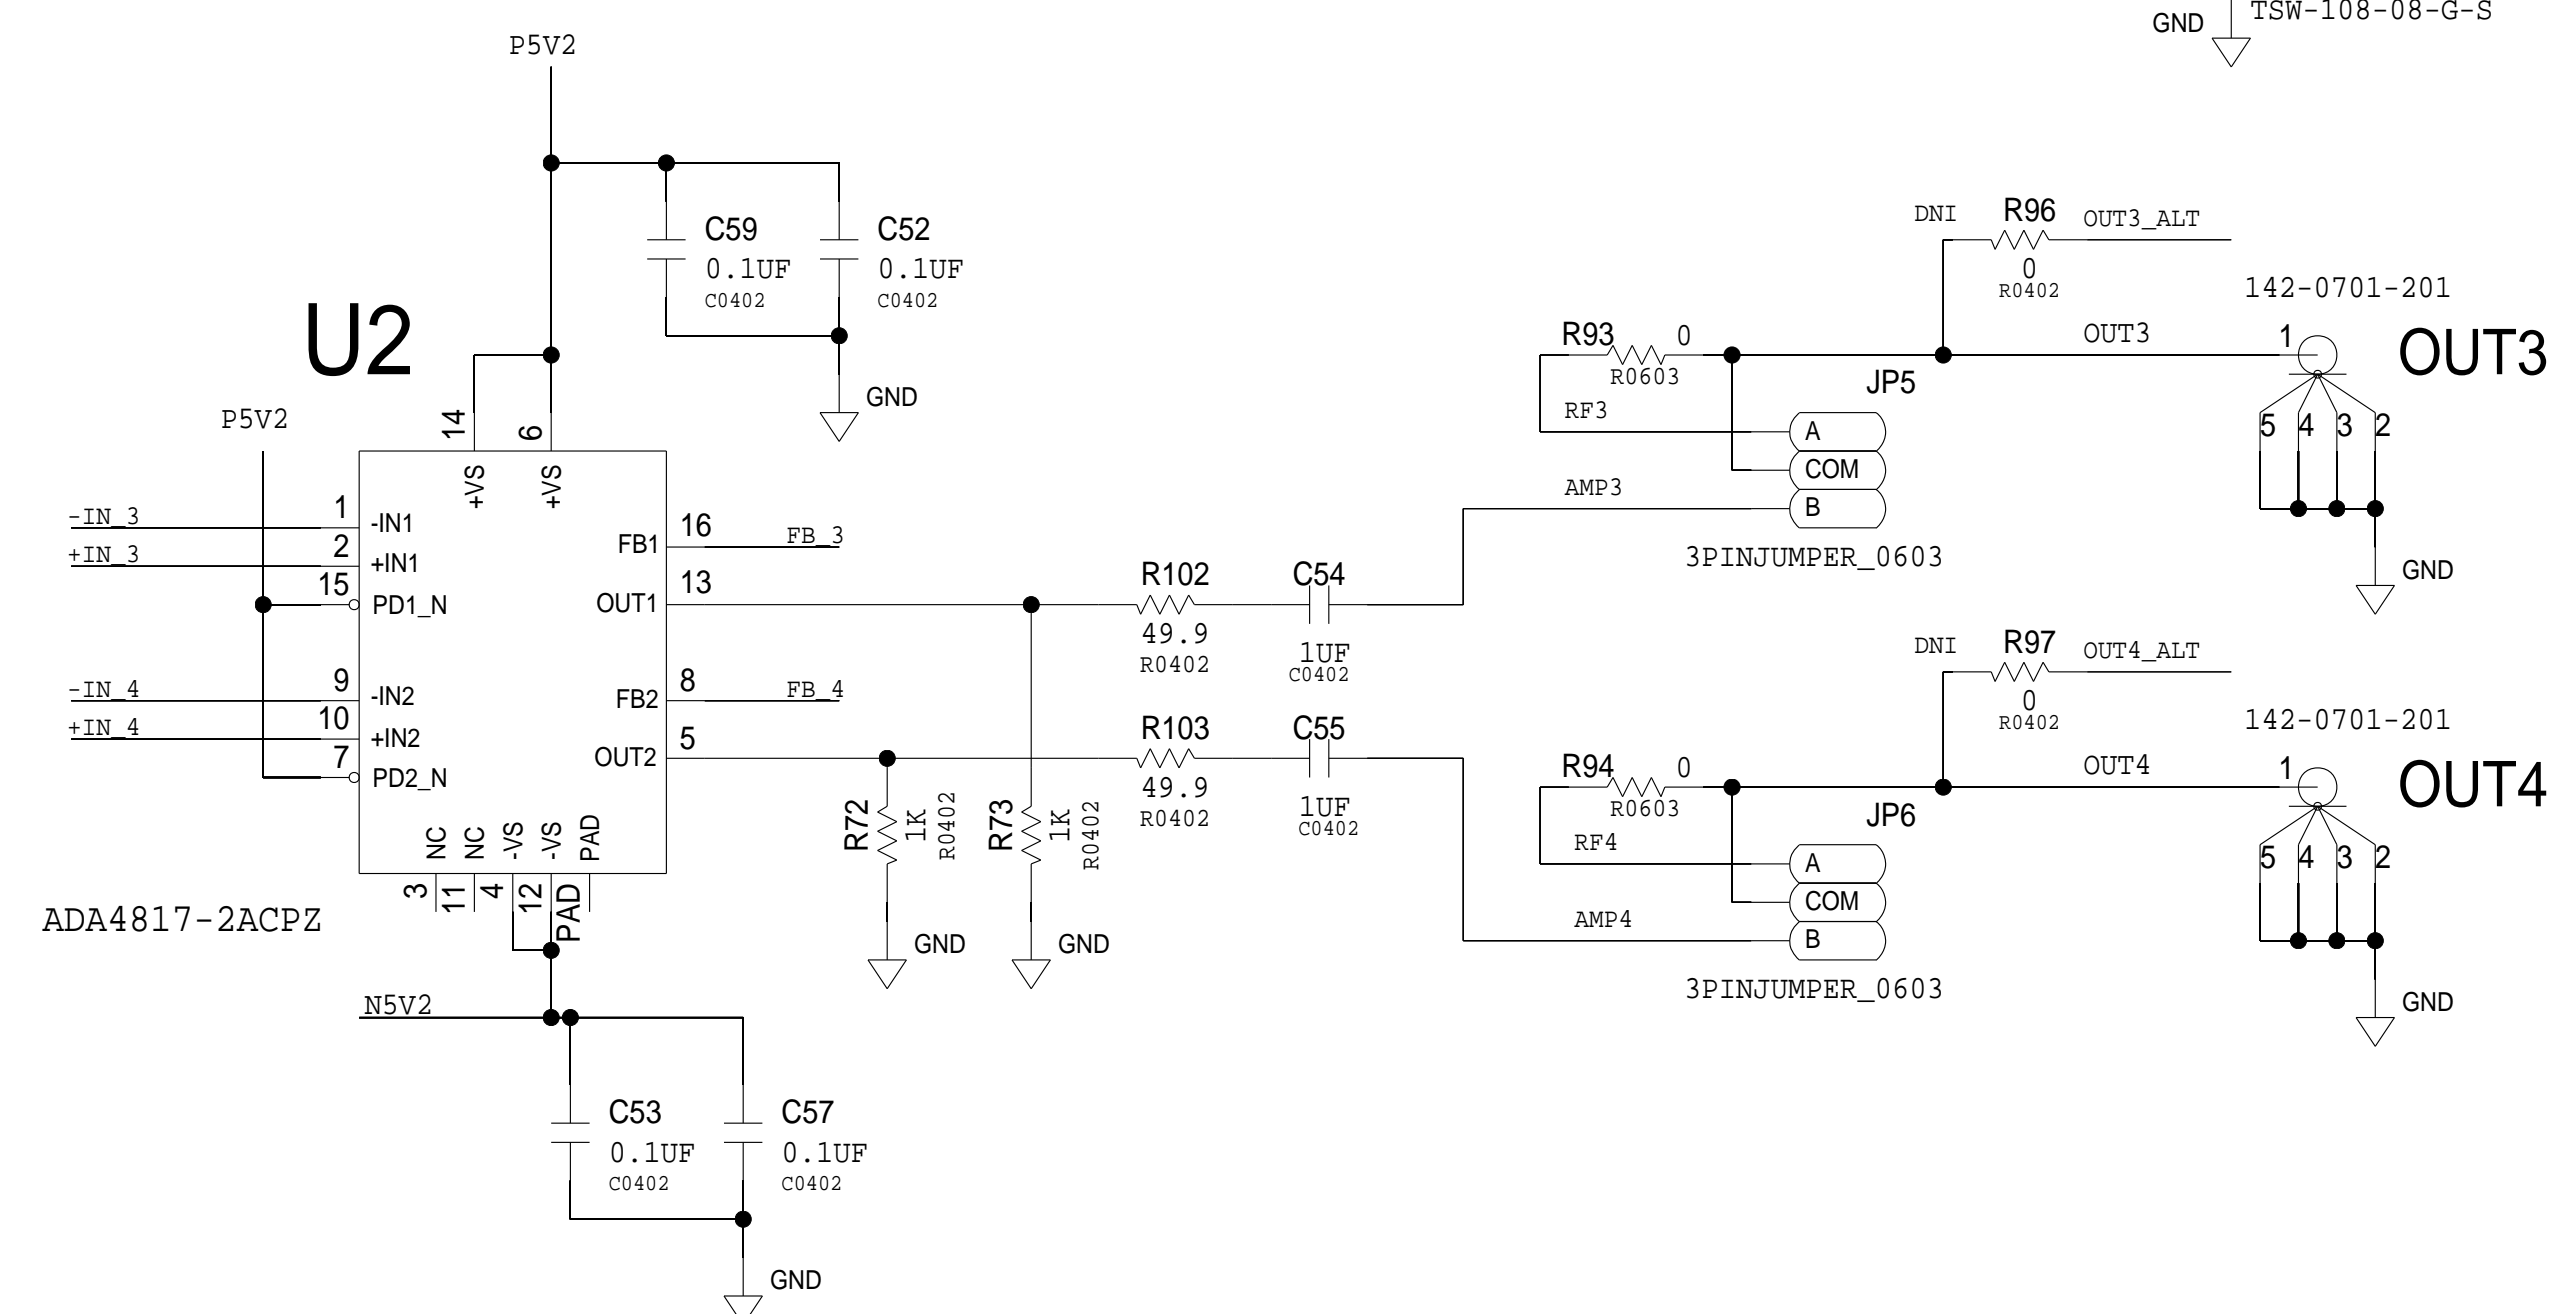 GND TSW-108-08-G-S
P5V2
C59 C52
0.1UF 0.1UF
C0402 C0402
GND
U2
P5V2
14 6
+VS +VS
-IN_3 1 -IN1
+IN_3 2 +IN1
15 PD1_N
-IN_4 9 -IN2
+IN_4 10 +IN2
7 PD2_N
FB1 16 FB_3
OUT1 13
FB2 8 FB_4
OUT2 5
NC NC -VS -VS PAD
3 11 4 12 PAD
ADA4817-2ACPZ
N5V2
C53 C57
0.1UF 0.1UF
C0402 C0402
GND
R72 1K R0402
GND
R73 1K R0402
GND
R102
49.9
R0402
C54
1UF
C0402
R103
49.9
R0402
C55
1UF
C0402
DNI R96 OUT3_ALT
0
R0402
142-0701-201
R93 0
R0603
OUT3 1 OUT3
JP5
RF3 A
COM
AMP3 B
3PINJUMPER_0603
5 4 3 2
GND
DNI R97 OUT4_ALT
0
R0402
142-0701-201
R94 0
R0603
OUT4 1 OUT4
JP6
RF4 A
COM
AMP4 B
3PINJUMPER_0603
5 4 3 2
GND